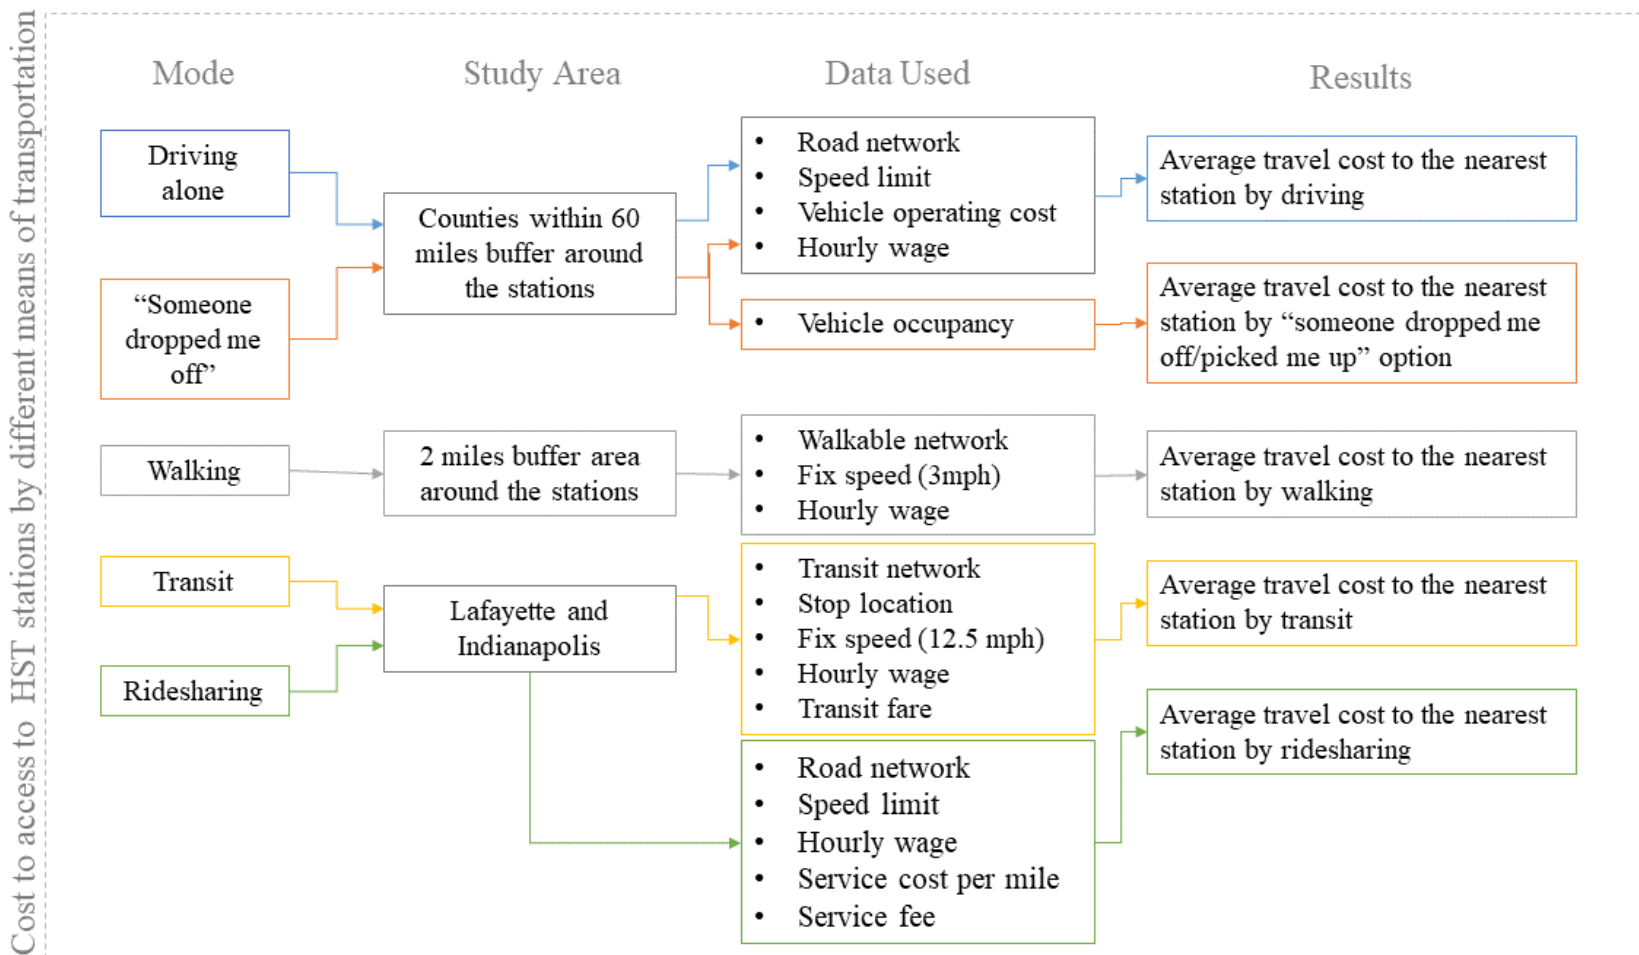 Cost to access to HST stations by different means of transportation
Mode
Study Area
Data Used
Results
Driving
alone
“Someone
dropped me
off”
Counties within 60
miles buffer around
the stations
• Road network
• Speed limit
• Vehicle operating cost
• Hourly wage
• Vehicle occupancy
Average travel cost to the nearest
station by driving
Average travel cost to the nearest
station by “someone dropped me
off/picked me up” option
Walking
2 miles buffer area
around the stations
• Walkable network
• Fix speed (3mph)
• Hourly wage
Average travel cost to the nearest
station by walking
Transit
Ridesharing
Lafayette and
Indianapolis
• Transit network
• Stop location
• Fix speed (12.5 mph)
• Hourly wage
• Transit fare
Average travel cost to the nearest
station by transit
• Road network
• Speed limit
• Hourly wage
• Service cost per mile
• Service fee
Average travel cost to the nearest
station by ridesharing